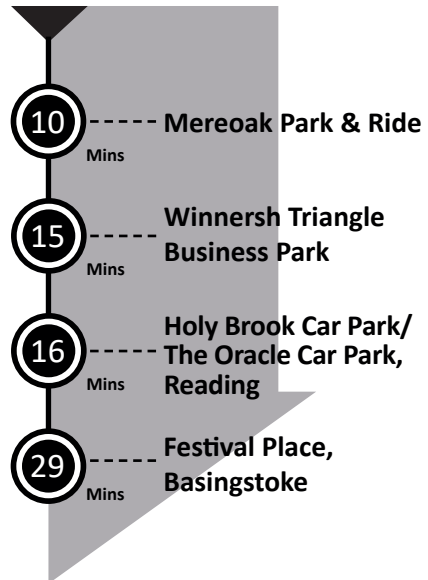 10
Mins
Mereoak Park & Ride
15
Mins
Winnersh Triangle
Business Park
16
Mins
Holy Brook Car Park/
The Oracle Car Park,
Reading
29
Mins
Festival Place,
Basingstoke